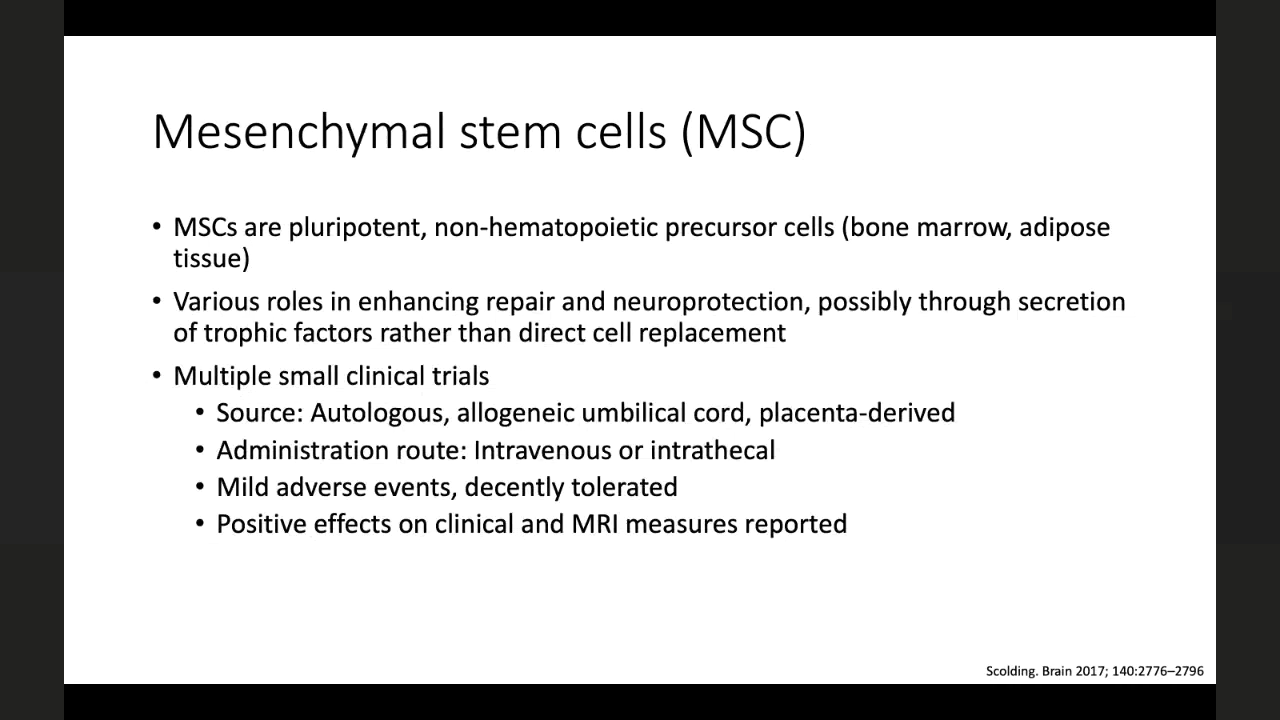 Mesenchymal stem cells (MSC)
• MSCs are pluripotent, non-hematopoietic precursor cells (bone marrow, adipose
tissue)
• Various roles in enhancing repair and neuroprotection, possibly through secretion
of trophic factors rather than direct cell replacement
• Multiple small clinical trials
• Source: Autologous, allogeneic umbilical cord, placenta-derived
• Administration route: Intravenous or intrathecal
• Mild adverse events, decently tolerated
• Positive effects on clinical and MRI measures reported
Scolding. Brain 2017; 140:2776–2796